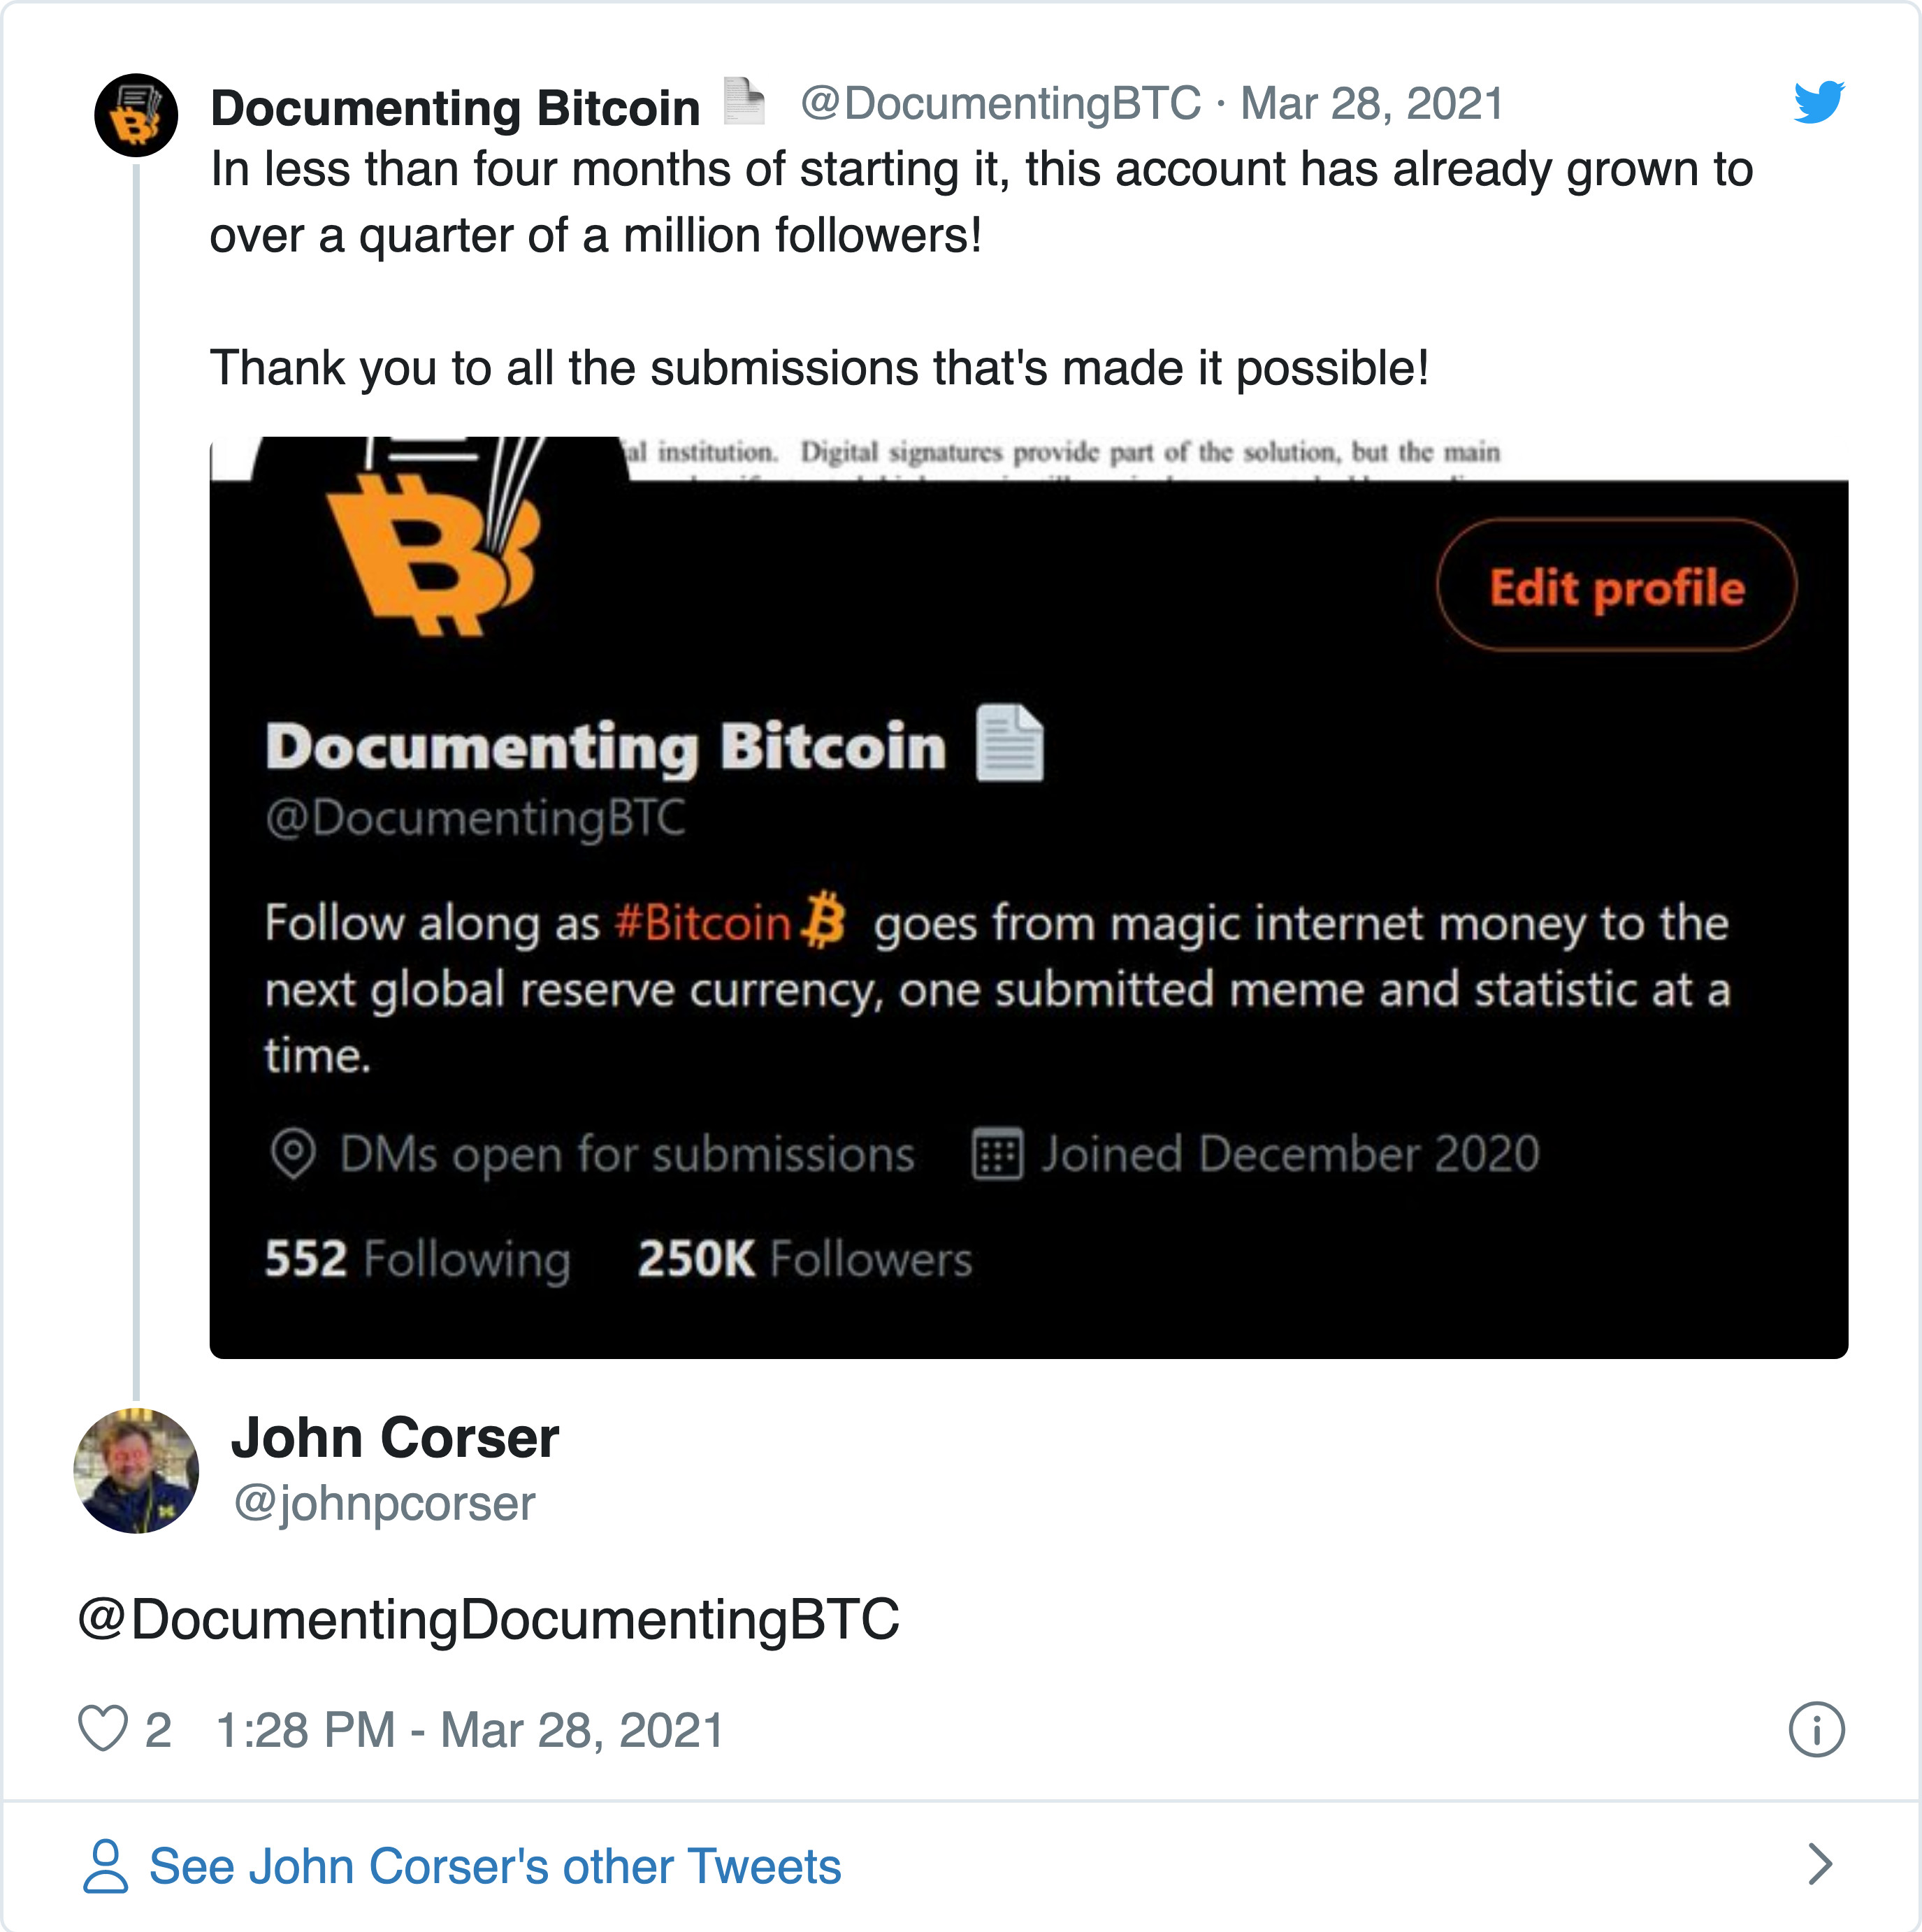 Documenting Bitcoin 📄 @DocumentingBTC · Mar 28, 2021
In less than four months of starting it, this account has already grown to
over a quarter of a million followers!
Thank you to all the submissions that's made it possible!
institution. Digital signatures provide part of the solution, but the main
Edit profile
Documenting Bitcoin 📄
@DocumentingBTC
Follow along as #Bitcoin ₿ goes from magic internet money to the
next global reserve currency, one submitted meme and statistic at a
time.
DMs open for submissions Joined December 2020
552 Following 250K Followers
John Corser
@johnpcorser
@DocumentingDocumentingBTC
2 1:28 PM - Mar 28, 2021
See John Corser's other Tweets